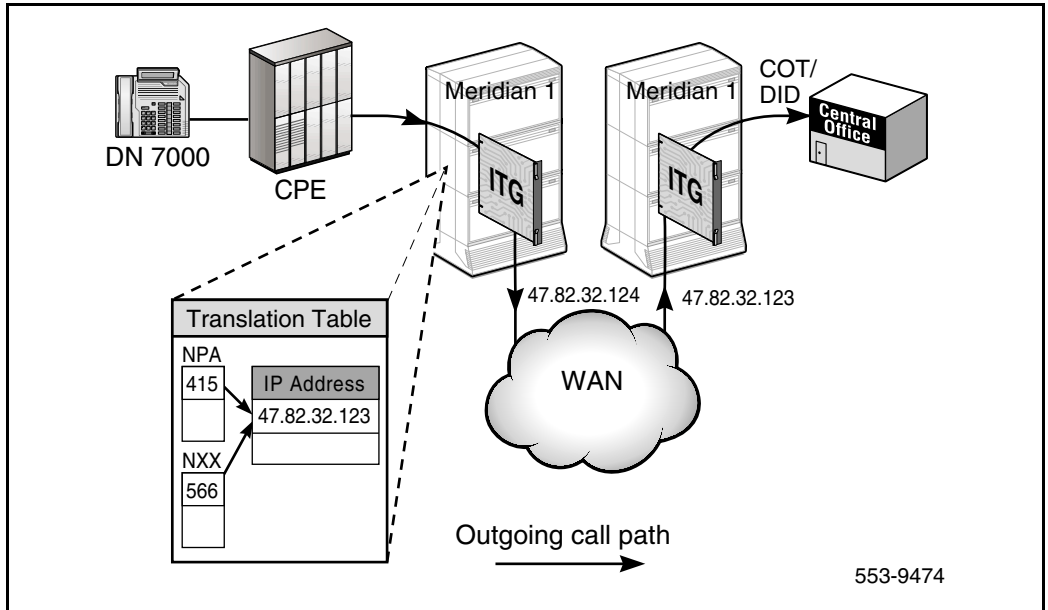 DN 7000
CPE
Meridian 1
ITG
Meridian 1
ITG
COT/
DID
Central
Office
47.82.32.124
47.82.32.123
WAN
Translation Table
NPA
415
IP Address
47.82.32.123
NXX
566
Outgoing call path
553-9474